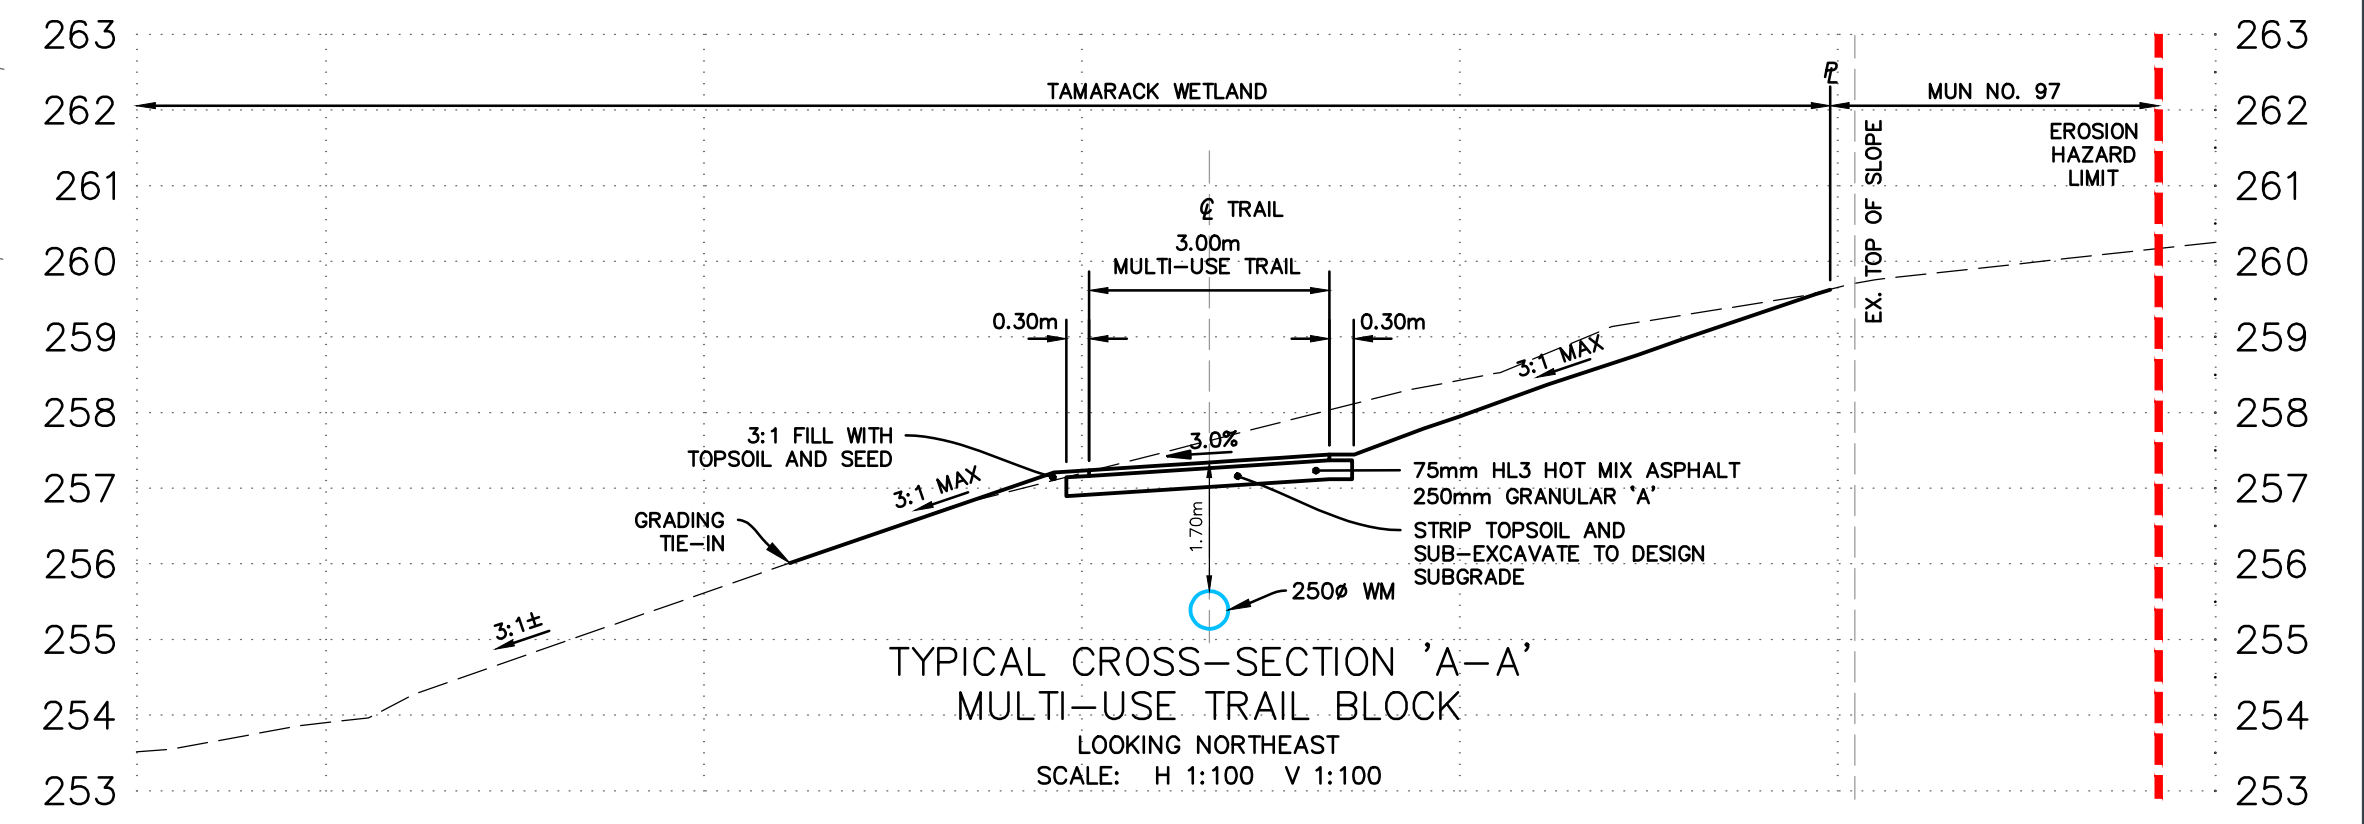 263
263
TAMARACK WETLAND
PL
MUN NO. 97
262
262
EX. TOP OF SLOPE
EROSION
HAZARD
LIMIT
261
261
CL TRAIL
3.00m
MULTI-USE TRAIL
260
260
0.30m
0.30m
259
259
3:1 MAX
258
258
3:1 FILL WITH
TOPSOIL AND SEED
3.0%
75mm HL3 HOT MIX ASPHALT
250mm GRANULAR 'A'
257
257
3:1 MAX
GRADING
TIE-IN
1.70m
STRIP TOPSOIL AND
SUB-EXCAVATE TO DESIGN
SUBGRADE
256
256
250ø WM
3:1±
255
255
TYPICAL CROSS-SECTION 'A-A'
MULTI-USE TRAIL BLOCK
254
254
LOOKING NORTHEAST
SCALE: H 1:100 V 1:100
253
253